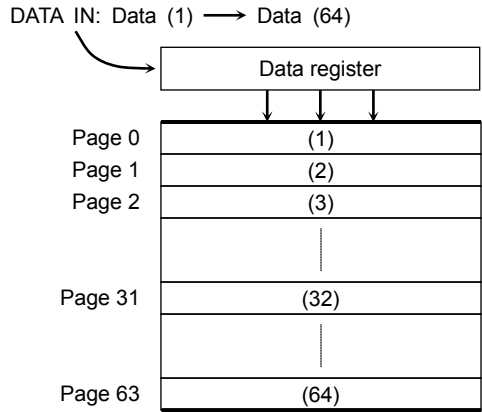 DATA IN: Data (1) → Data (64)
Data register
Page 0 (1)
Page 1 (2)
Page 2 (3)
Page 31 (32)
Page 63 (64)